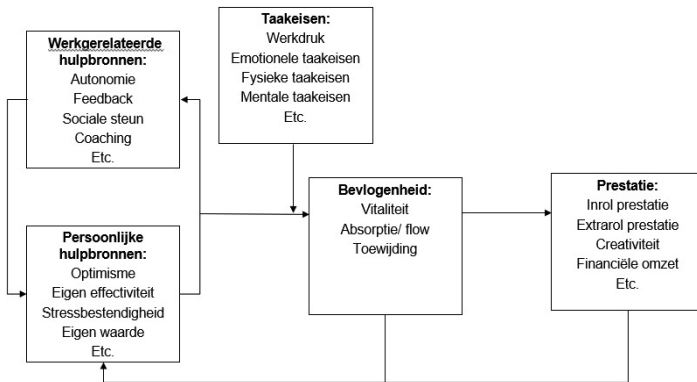 Werkgerelateerde
hulpbronnen:
Autonomie
Feedback
Sociale steun
Coaching
Etc.
Taakeisen:
Werkdruk
Emotionele taakeisen
Fysieke taakeisen
Mentale taakeisen
Etc.
Persoonlijke
hulpbronnen:
Optimisme
Eigen effectiviteit
Stressbestendigheid
Eigen waarde
Etc.
Bevlogenheid:
Vitaliteit
Absorptie/ flow
Toewijding
Prestatie:
Inrol prestatie
Extrarol prestatie
Creativiteit
Financiële omzet
Etc.